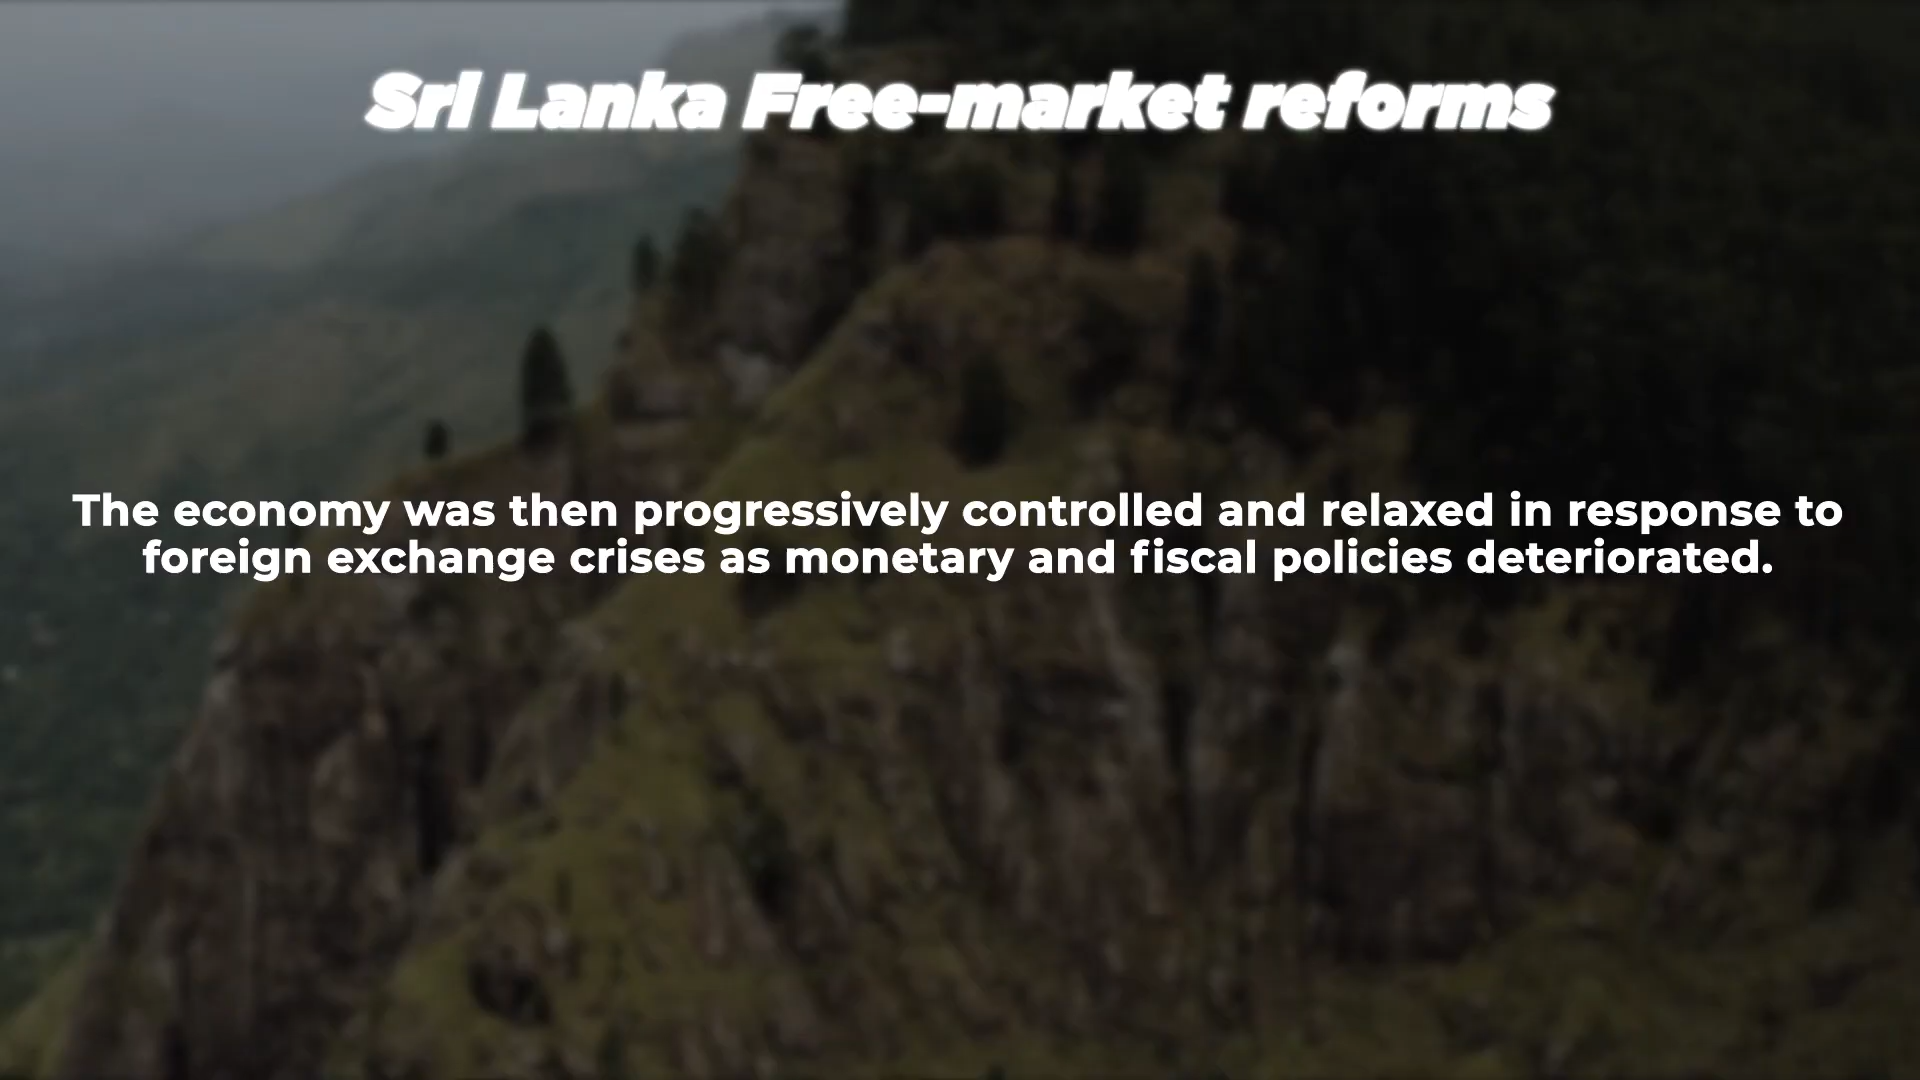 Sri Lanka Free-market reforms
The economy was then progressively controlled and relaxed in response to
foreign exchange crises as monetary and fiscal policies deteriorated.